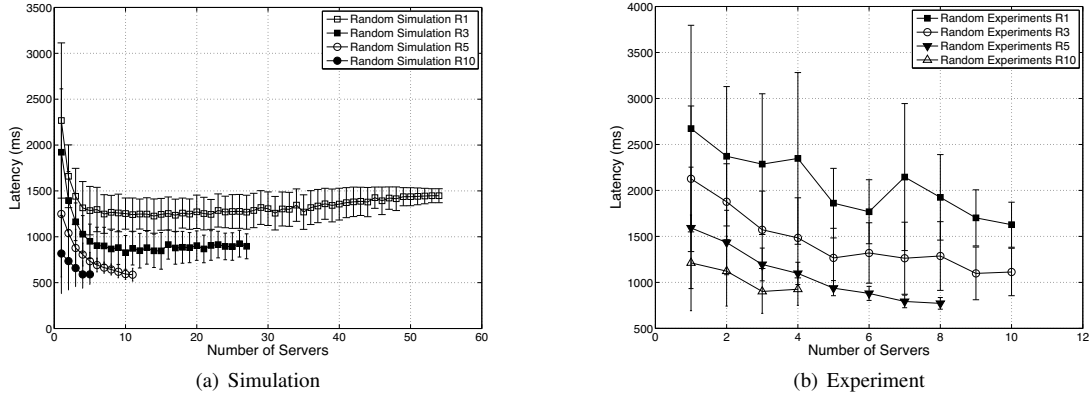 3500
3000
2500
2000
1500
1000
500
0
Latency (ms)
0 10 20 30 40 50 60
Number of Servers
Random Simulation R1
Random Simulation R3
Random Simulation R5
Random Simulation R10
(a) Simulation
4000
3500
3000
2500
2000
1500
1000
500
Latency (ms)
0 2 4 6 8 10 12
Number of Servers
Random Experiments R1
Random Experiments R3
Random Experiments R5
Random Experiments R10
(b) Experiment